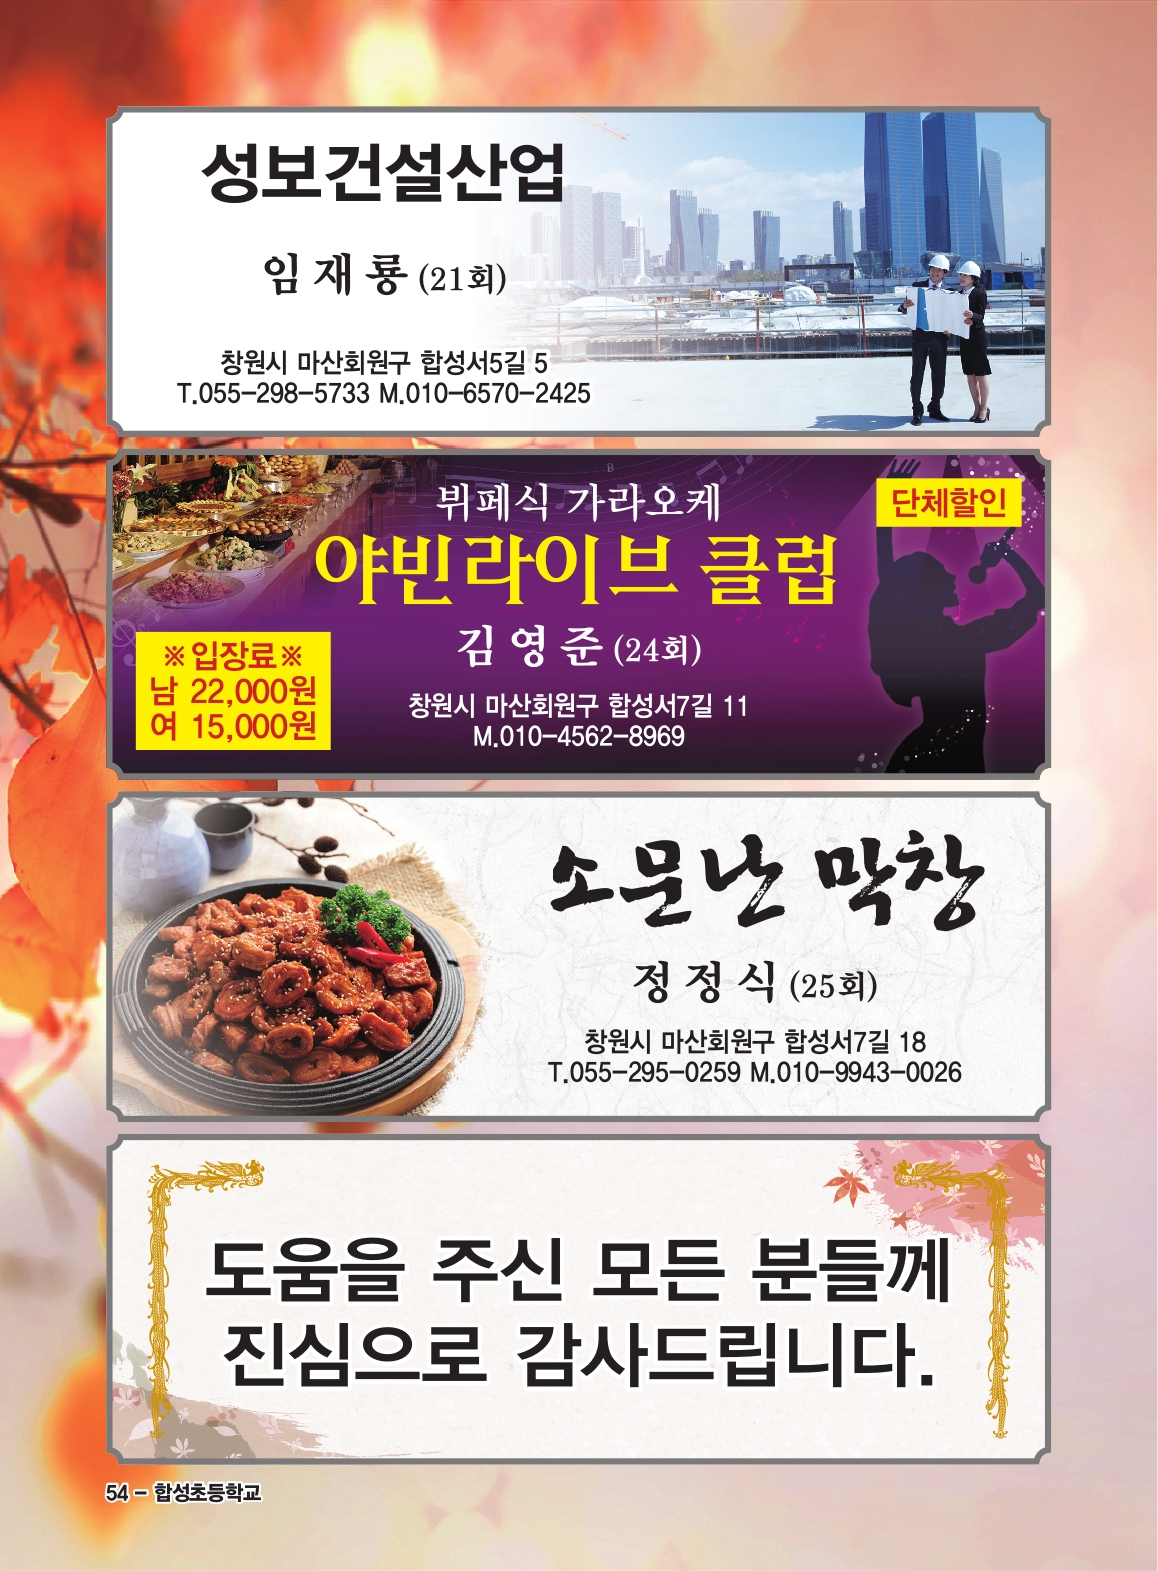 성보건설산업
임재룡 (21회)
창원시 마산회원구 합성서5길 5
T.055-298-5733 M.010-6570-2425
뷔페식 가라오케
단체할인
야빈라이브 클럽
김영준 (24회)
※입장료※
남 22,000원
여 15,000원
창원시 마산회원구 합성서7길 11
M.010-4562-8969
소문난 막창
정정식 (25회)
창원시 마산회원구 합성서7길 18
T.055-295-0259 M.010-9943-0026
도움을 주신 모든 분들께
진심으로 감사드립니다.
54 - 합성초등학교